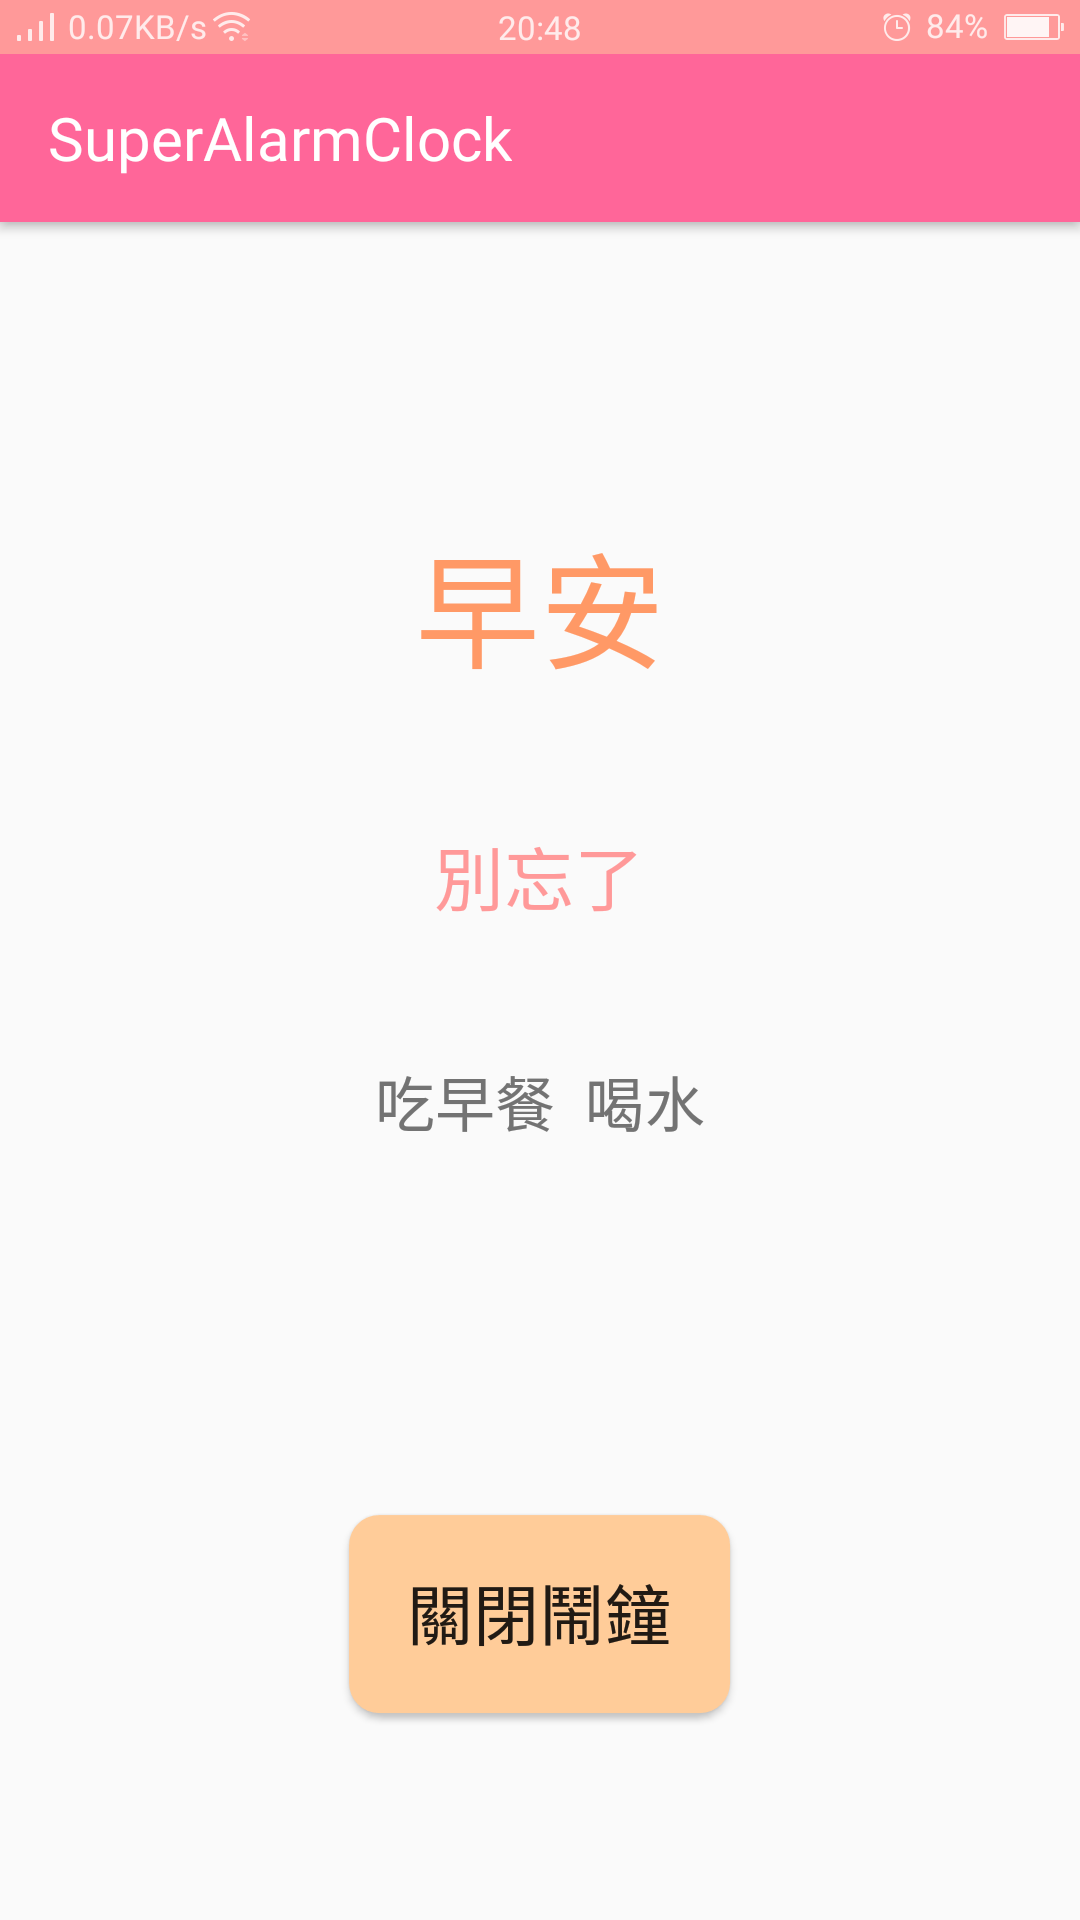 0.07KB/s 20:48 84%
SuperAlarmClock
早安
別忘了
吃早餐 喝水
關閉鬧鐘